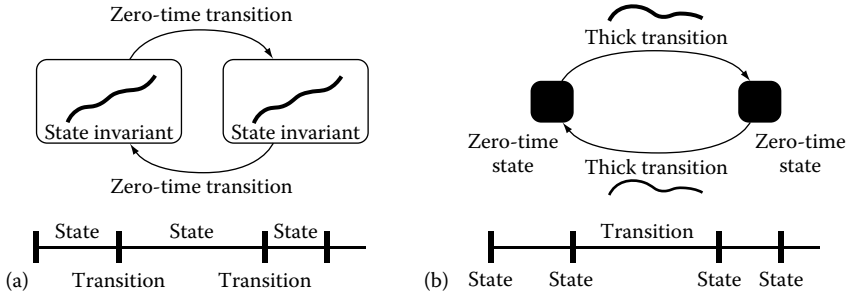 Zero-time transition
State invariant
State invariant
Zero-time transition
State
State
State
(a)
Transition
Transition
Thick transition
Zero-time
state
Zero-time
state
Thick transition
Transition
(b)
State
State
State
State